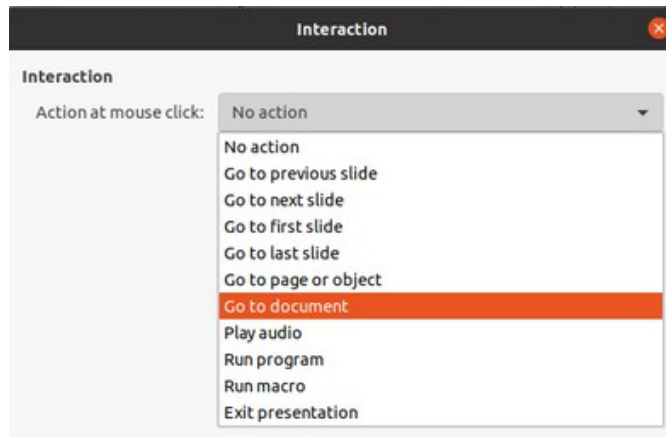 Interaction
Interaction
Action at mouse click: No action
No action
Go to previous slide
Go to next slide
Go to first slide
Go to last slide
Go to page or object
Go to document
Play audio
Run program
Run macro
Exit presentation